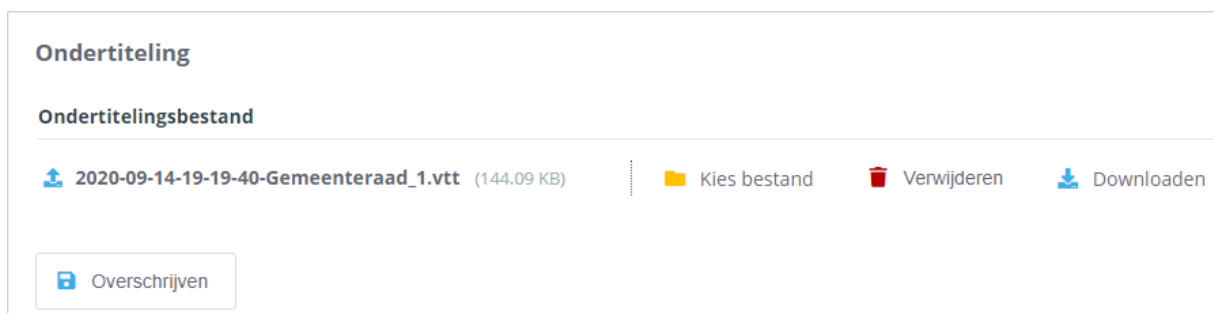 Ondertiteling
Ondertitelingsbestand
2020-09-14-19-19-40-Gemeenteraad_1.vtt (144.09 KB) Kies bestand Verwijderen Downloaden
Overschrijven